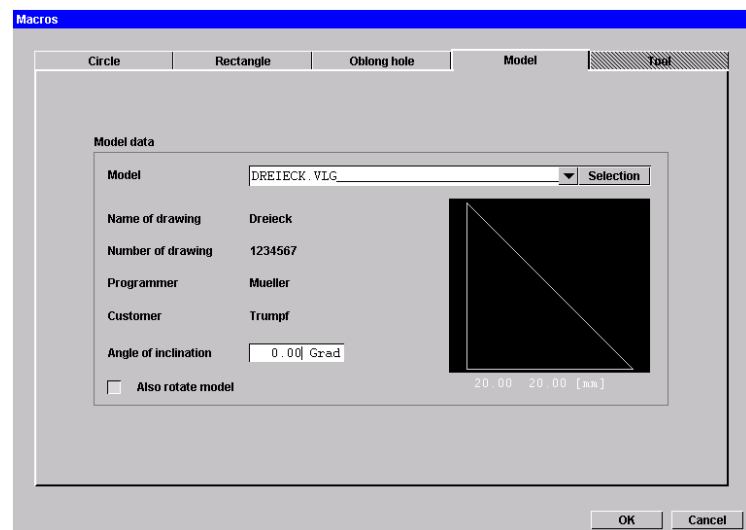 Macros
Circle Rectangle Oblong hole Model Tool
Model data
Model DREIECK.VLG Selection
Name of drawing Dreieck
Number of drawing 1234567
Programmer Mueller
Customer Trumpf
Angle of inclination 0.00 Grad
Also rotate model
20.00 20.00 [mm]
OK Cancel